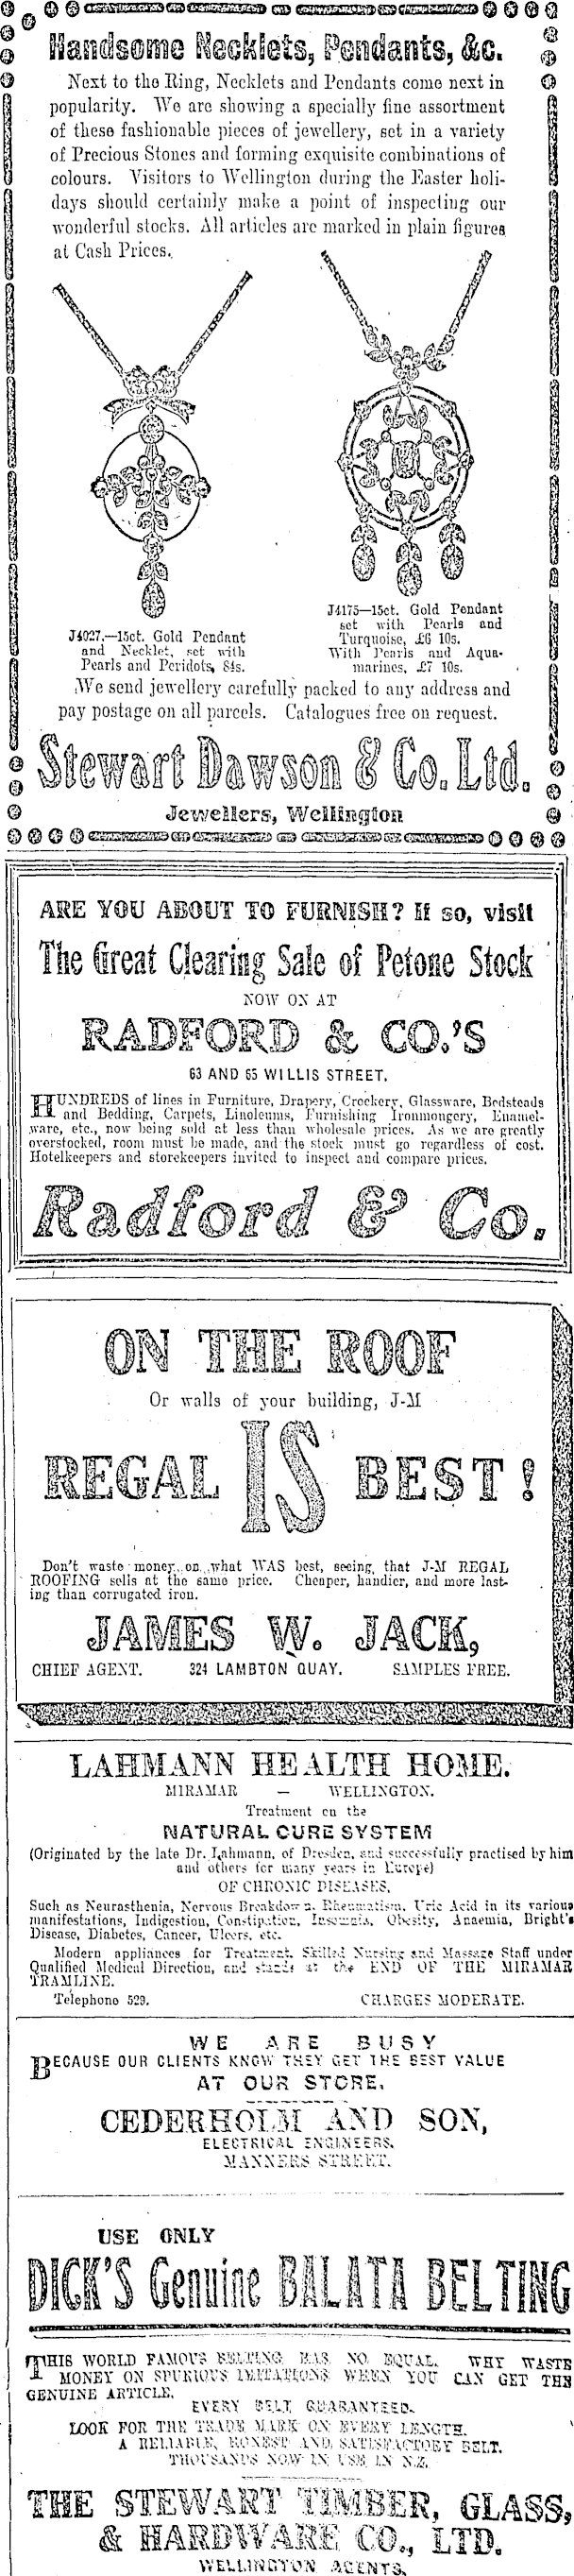 Handsome Necklets, Pendants, &c.
Next to the Ring, Necklets and Pendants come next in
popularity. We are showing a specially fine assortment
of these fashionable pieces of jewellery, set in a variety
of Precious Stones and forming exquisite combinations of
colours. Visitors to Wellington during the Easter holi-
days should certainly make a point of inspecting our
wonderful stocks. All articles are marked in plain figures
at Cash Prices.
J4027.—15ct. Gold Pendant
and Necklet, set with
Pearls and Peridots, 84s.
J4175—15ct. Gold Pendant
set with Pearls and
Turquoise, £6 10s.
With Pearls and Aqua-
marines, £7 10s.
We send jewellery carefully packed to any address and
pay postage on all parcels. Catalogues free on request.
Stewart Dawson & Co. Ltd.
Jewellers, Wellington
ARE YOU ABOUT TO FURNISH? If so, visit
The Great Clearing Sale of Petone Stock
NOW ON AT
RADFORD & CO.'S
63 AND 65 WILLIS STREET.
HUNDREDS of lines in Furniture, Drapery, Crockery, Glassware, Bedsteads
and Bedding, Carpets, Linoleums, Furnishing Ironmongery, Enamel-
ware, etc., now being sold at less than wholesale prices. As we are greatly
overstocked, room must be made, and the stock must go regardless of cost.
Hotelkeepers and storekeepers invited to inspect and compare prices.
Radford & Co.
ON THE ROOF
Or walls of your building, J-M
REGAL IS BEST!
Don't waste money on what WAS best, seeing that J-M REGAL
ROOFING sells at the same price. Cheaper, handier, and more last-
ing than corrugated iron.
JAMES W. JACK,
CHIEF AGENT. 324 LAMBTON QUAY. SAMPLES FREE.
LAHMANN HEALTH HOME.
MIRAMAR — WELLINGTON.
Treatment on the
NATURAL CURE SYSTEM
(Originated by the late Dr. Lahmann, of Dresden, and successfully practised by him
and others for many years in Europe)
OF CHRONIC DISEASES,
Such as Neurasthenia, Nervous Breakdown, Rheumatism, Uric Acid in its various
manifestations, Indigestion, Constipation, Insomnia, Obesity, Anaemia, Bright's
Disease, Diabetes, Cancer, Ulcers, etc.
Modern appliances for Treatment. Skilled Nursing and Massage Staff under
Qualified Medical Direction, and stands at the END OF THE MIRAMAR
TRAMLINE.
Telephone 529. CHARGES MODERATE.
WE ARE BUSY
BECAUSE OUR CLIENTS KNOW THEY GET THE BEST VALUE
AT OUR STORE.
CEDERHOLM AND SON,
ELECTRICAL ENGINEERS.
MANNERS STREET.
USE ONLY
DICK'S Genuine BALATA BELTING
THIS WORLD FAMOUS BELTING HAS NO EQUAL. WHY WASTE
MONEY ON SPURIOUS IMITATIONS WHEN YOU CAN GET THE
GENUINE ARTICLE.
EVERY BELT GUARANTEED.
LOOK FOR THE TRADE MARK ON EVERY LENGTH.
A RELIABLE, HONEST AND SATISFACTORY BELT.
THOUSANDS NOW IN USE IN N.Z.
THE STEWART TIMBER, GLASS,
& HARDWARE CO., LTD.
WELLINGTON AGENTS.